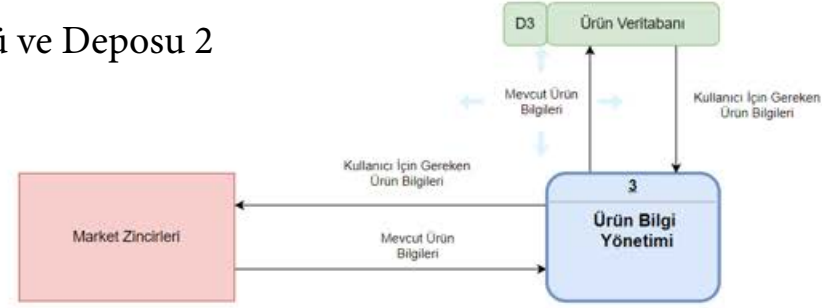 ü ve Deposu 2
D3
Ürün Veritabanı
Mevcut Ürün
Bilgileri
Kullanıcı İçin Gereken
Ürün Bilgileri
Kullanıcı İçin Gereken
Ürün Bilgileri
3
Ürün Bilgi
Yönetimi
Market Zincirleri
Mevcut Ürün
Bilgileri